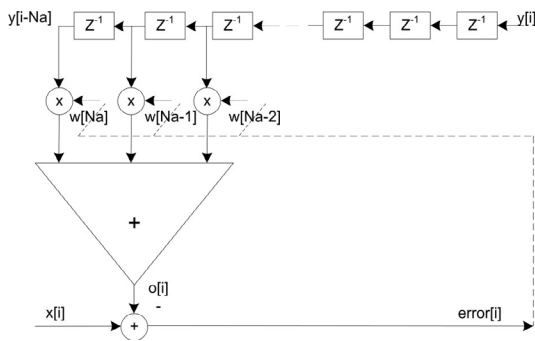 y[i-Na] Z-1 Z-1 Z-1 Z-1 Z-1 Z-1 y[i]
x x x
w[Na] w[Na-1] w[Na-2]
+
o[i]
-
x[i] + error[i]